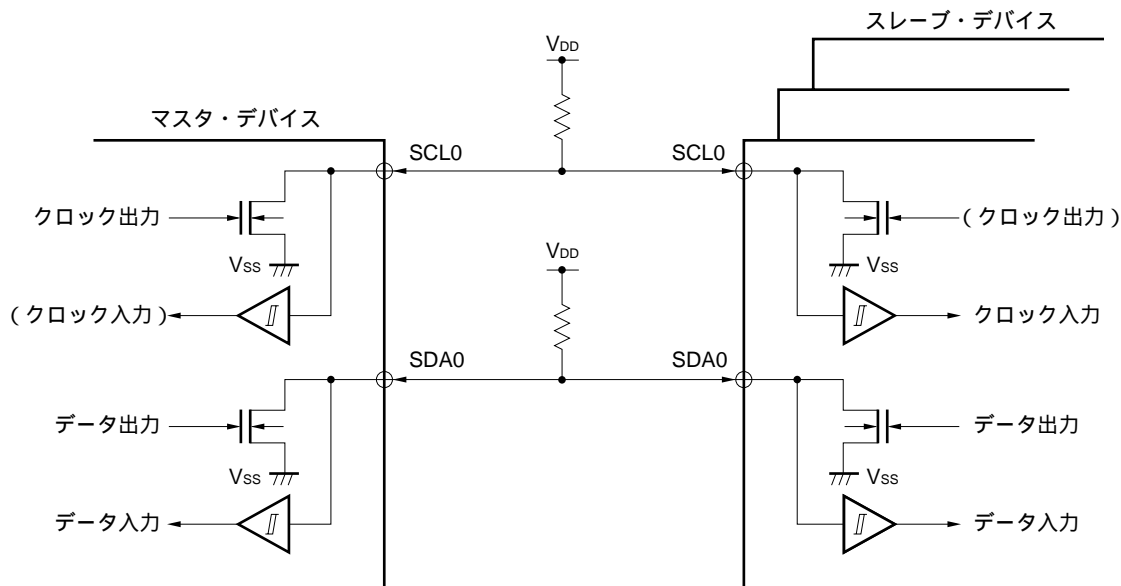 スレーブ・デバイス
VDD
マスタ・デバイス
SCL0
SCL0
クロック出力
(クロック出力)
VDD
VSS
VSS
(クロック入力)
クロック入力
SDA0
SDA0
データ出力
データ出力
VSS
VSS
データ入力
データ入力